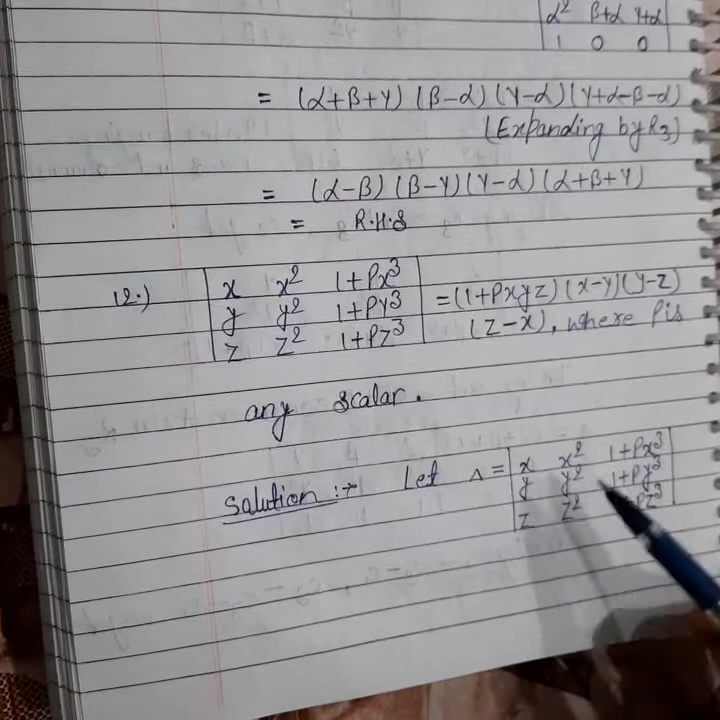 α² β+α γ+α
1 0 0
= (α+β+γ) (β-α) (γ-α) (γ+α-β-α)
(Expanding by R3)
= (α-β) (β-γ) (γ-α) (α+β+γ)
= R.H.S
12.) | x x² 1+Px³ |
| y y² 1+Py³ | = (1+Pxyz) (x-y) (y-z)
| z z² 1+Pz³ | (z-x), where P is
any scalar.
Solution :→ Let Δ = | x x² 1+Px³ |
| y y² 1+Py³ |
| z z² Pz³ |